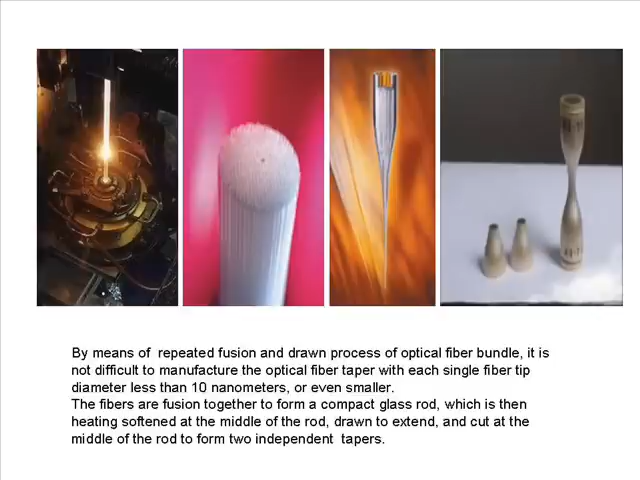 By means of repeated fusion and drawn process of optical fiber bundle, it is
not difficult to manufacture the optical fiber taper with each single fiber tip
diameter less than 10 nanometers, or even smaller.
The fibers are fusion together to form a compact glass rod, which is then
heating softened at the middle of the rod, drawn to extend, and cut at the
middle of the rod to form two independent tapers.